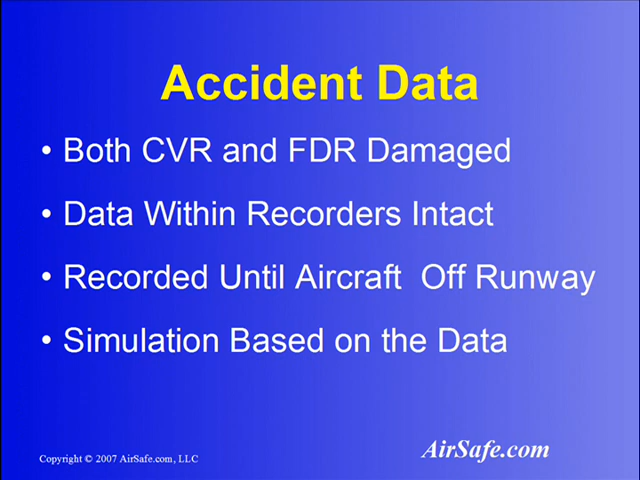 Accident Data
• Both CVR and FDR Damaged
• Data Within Recorders Intact
• Recorded Until Aircraft  Off Runway
• Simulation Based on the Data
Copyright © 2007 AirSafe.com, LLC
AirSafe.com